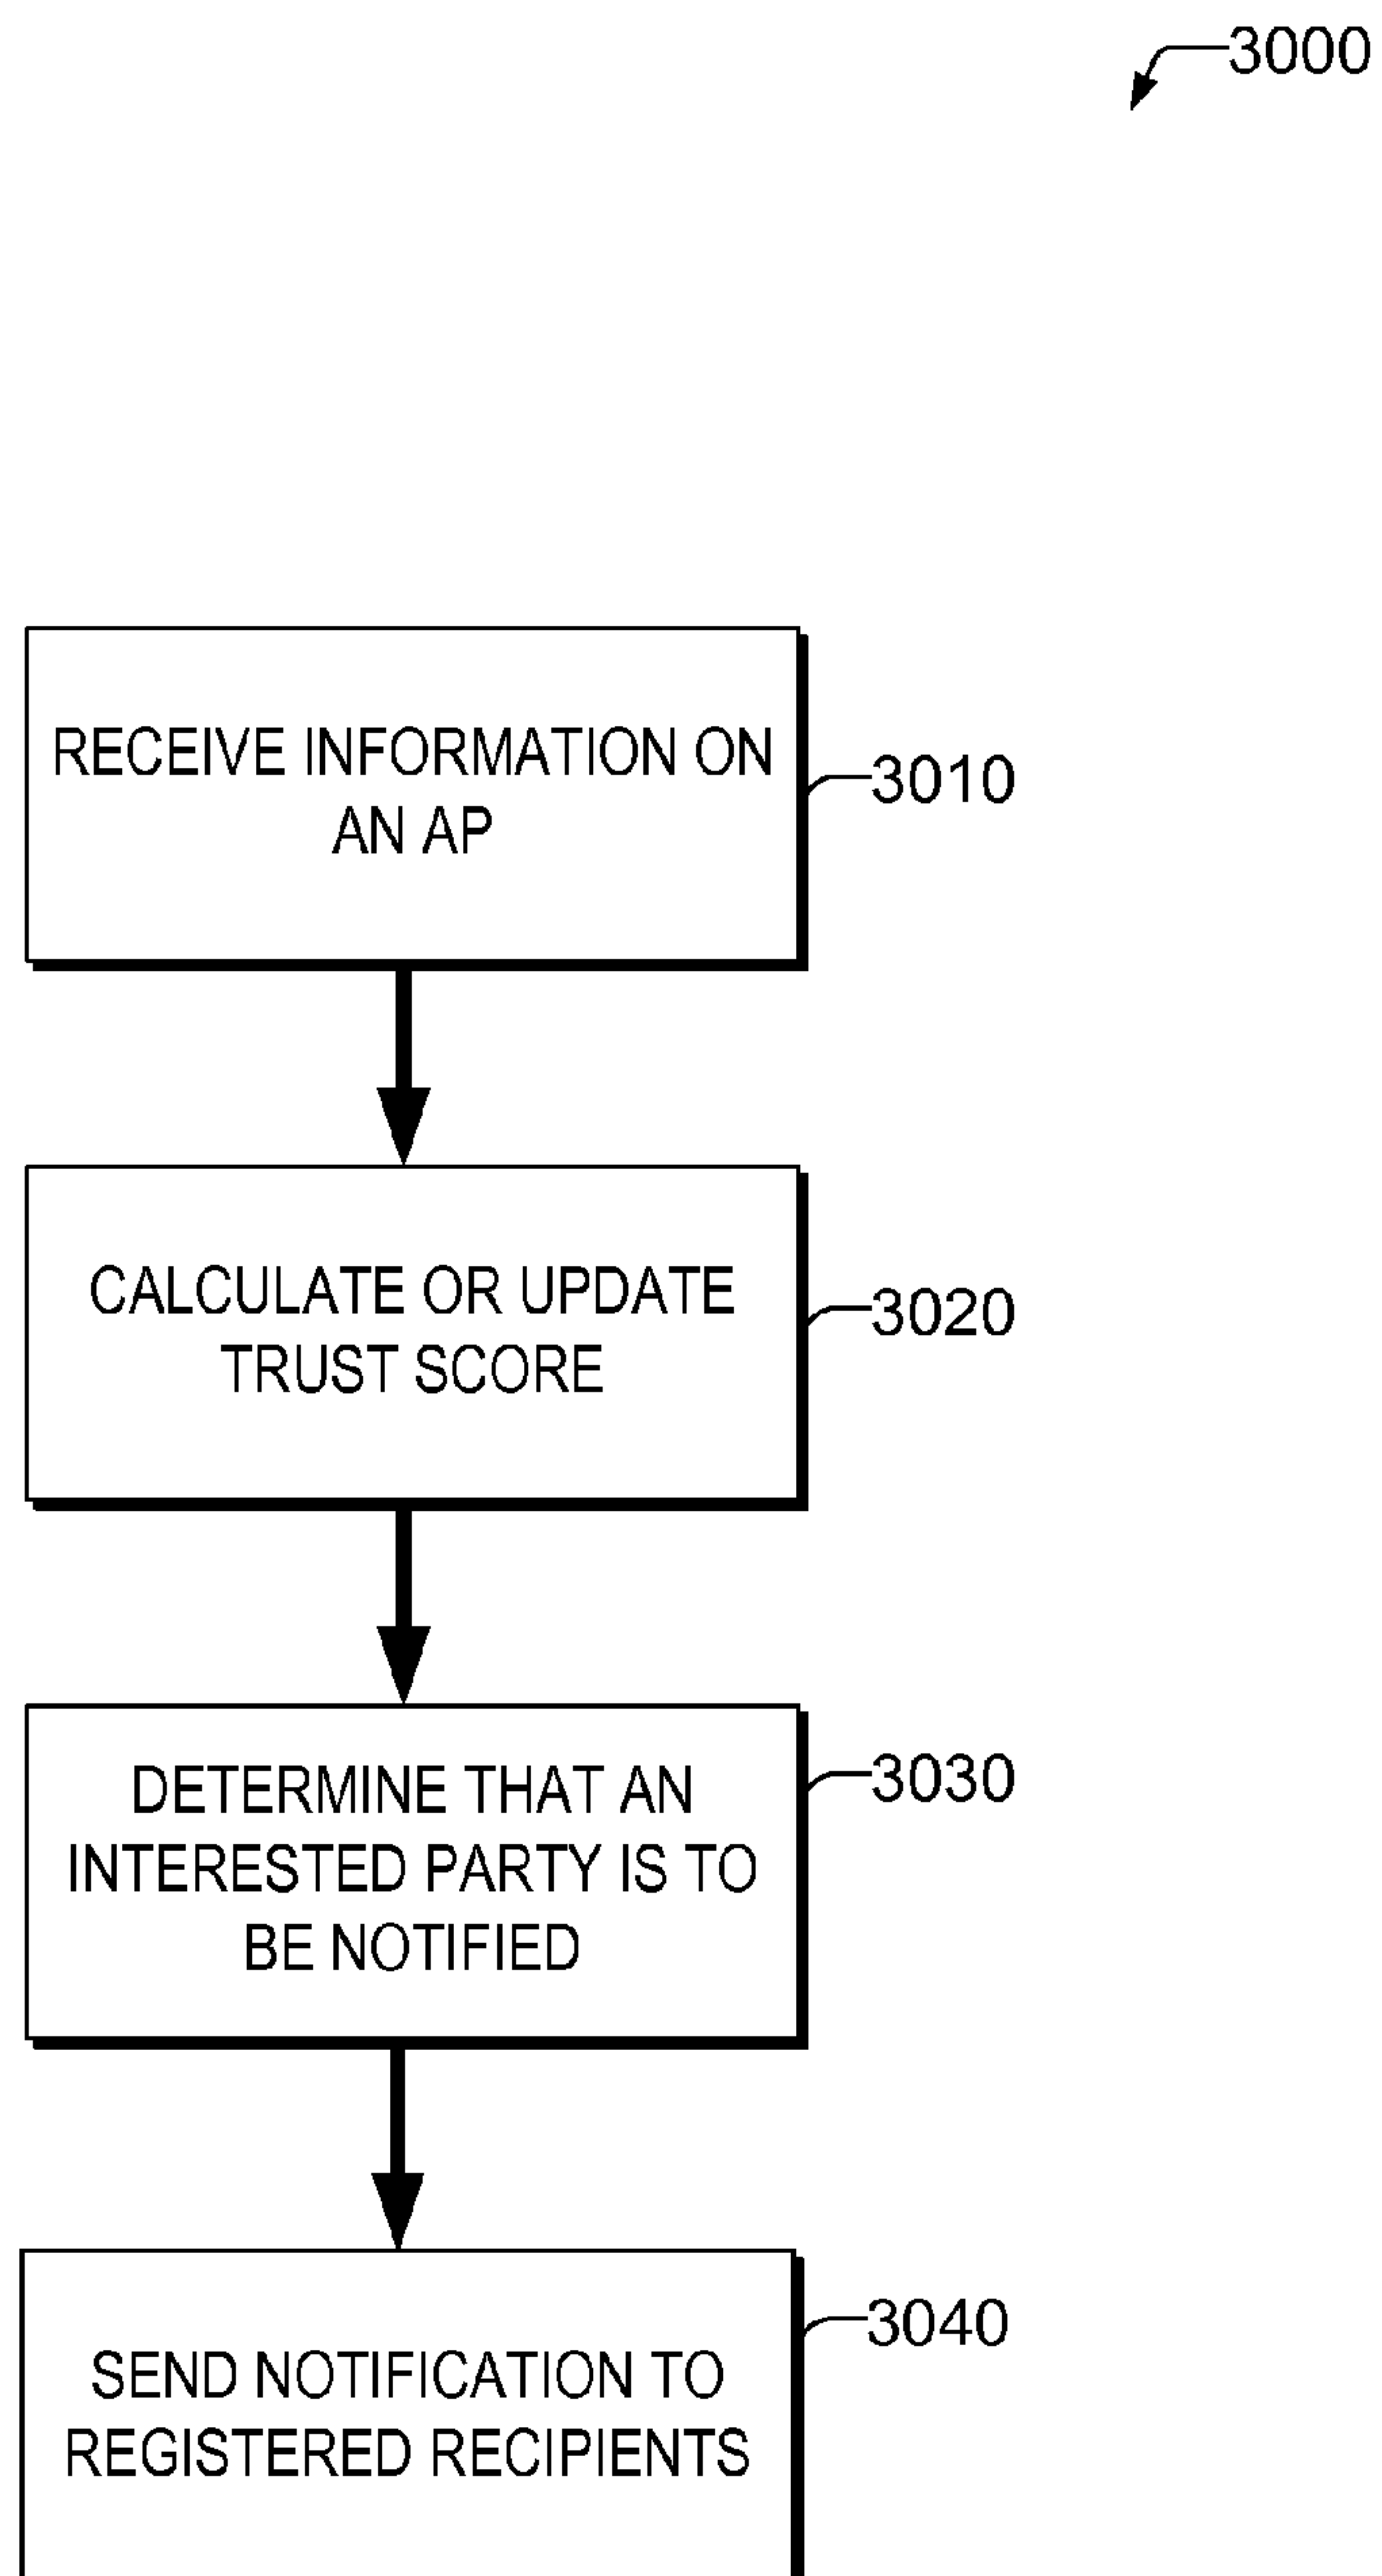 3000
RECEIVE INFORMATION ON
AN AP
3010
CALCULATE OR UPDATE
TRUST SCORE
3020
DETERMINE THAT AN
INTERESTED PARTY IS TO
BE NOTIFIED
3030
SEND NOTIFICATION TO
REGISTERED RECIPIENTS
3040